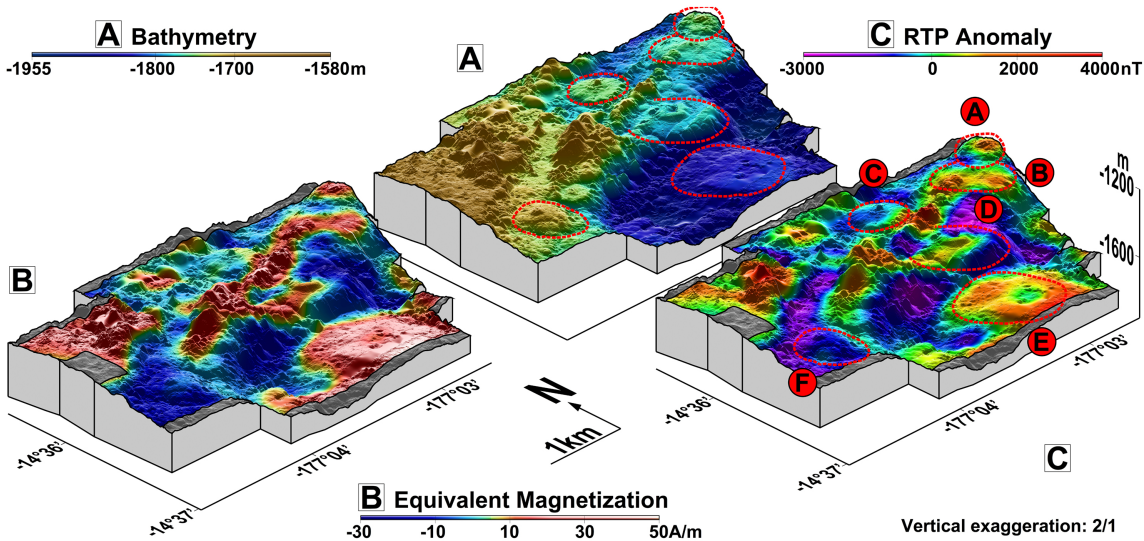 A Bathymetry
-1955 -1800 -1700 -1580m
A
C RTP Anomaly
-3000 0 2000 4000nT
A
B
C
D
E
F
m
-1200
-1600
B
-14°36'
-14°37'
-177°04'
-177°03'
N
1km
-14°36'
-14°37'
-177°04'
-177°03'
C
B Equivalent Magnetization
-30 -10 10 30 50A/m
Vertical exaggeration: 2/1